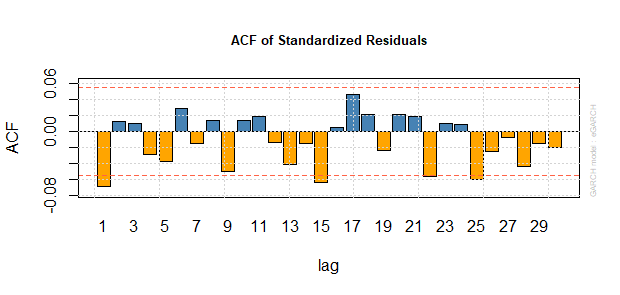 ACF of Standardized Residuals
ACF
0.06
0.00
-0.08
1 3 5 7 9 11 13 15 17 19 21 23 25 27 29
lag
GARCH model : eGARCH